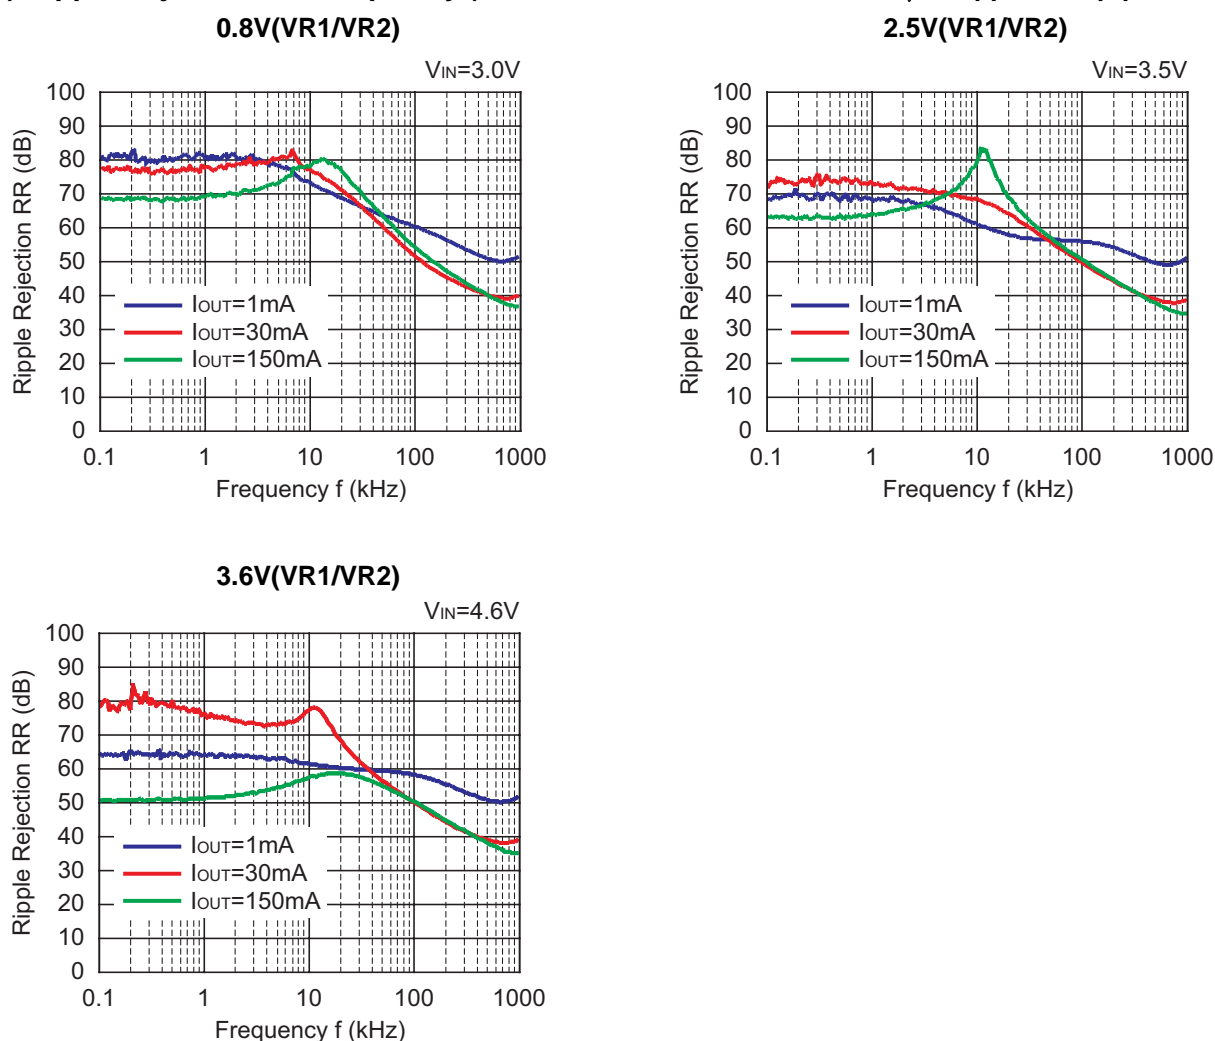 0.8V(VR1/VR2)
VIN=3.0V
100
90
80
70
60
50
40
30
20
10
0
Ripple Rejection RR (dB)
IOUT=1mA
IOUT=30mA
IOUT=150mA
0.1 1 10 100 1000
Frequency f (kHz)
2.5V(VR1/VR2)
VIN=3.5V
100
90
80
70
60
50
40
30
20
10
0
Ripple Rejection RR (dB)
IOUT=1mA
IOUT=30mA
IOUT=150mA
0.1 1 10 100 1000
Frequency f (kHz)
3.6V(VR1/VR2)
VIN=4.6V
100
90
80
70
60
50
40
30
20
10
0
Ripple Rejection RR (dB)
IOUT=1mA
IOUT=30mA
IOUT=150mA
0.1 1 10 100 1000
Frequency f (kHz)